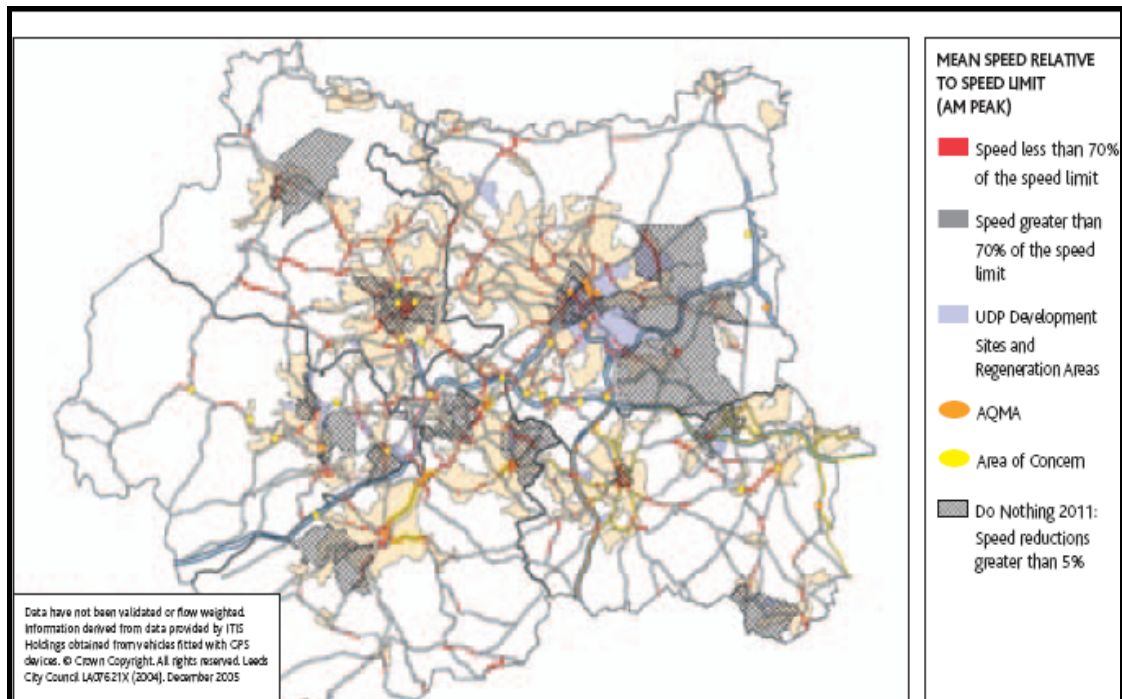 MEAN SPEED RELATIVE
TO SPEED LIMIT
(AM PEAK)
Speed less than 70%
of the speed limit
Speed greater than
70% of the speed
limit
UDP Development
Sites and
Regeneration Areas
AQMA
Area of Concern
Do Nothing 2011:
Speed reductions
greater than 5%
Data have not been validated or flow weighted.
Information derived from data provided by ITIS
Holdings obtained from vehicles fitted with GPS
devices. © Crown Copyright. All rights reserved. Leeds
City Council LA07621X (2004). December 2005